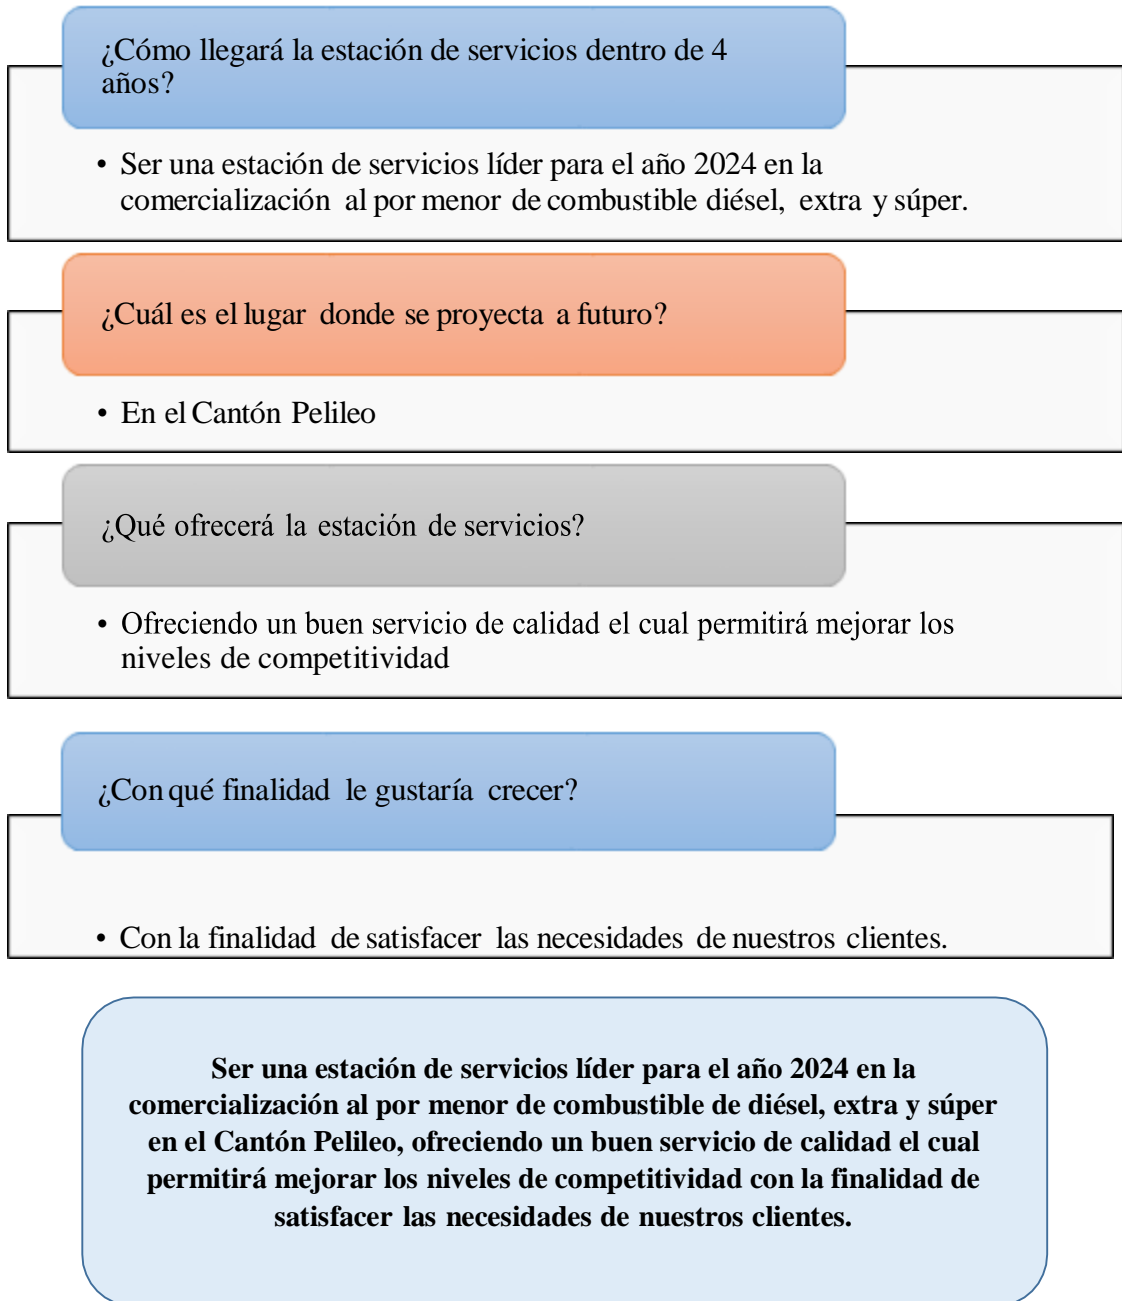 ¿Cómo llegará la estación de servicios dentro de 4
años?
• Ser una estación de servicios líder para el año 2024 en la
comercialización al por menor de combustible diésel, extra y súper.
¿Cuál es el lugar donde se proyecta a futuro?
• En el Cantón Pelileo
¿Qué ofrecerá la estación de servicios?
• Ofreciendo un buen servicio de calidad el cual permitirá mejorar los
niveles de competitividad
¿Con qué finalidad le gustaría crecer?
• Con la finalidad de satisfacer las necesidades de nuestros clientes.
Ser una estación de servicios líder para el año 2024 en la
comercialización al por menor de combustible de diésel, extra y súper
en el Cantón Pelileo, ofreciendo un buen servicio de calidad el cual
permitirá mejorar los niveles de competitividad con la finalidad de
satisfacer las necesidades de nuestros clientes.